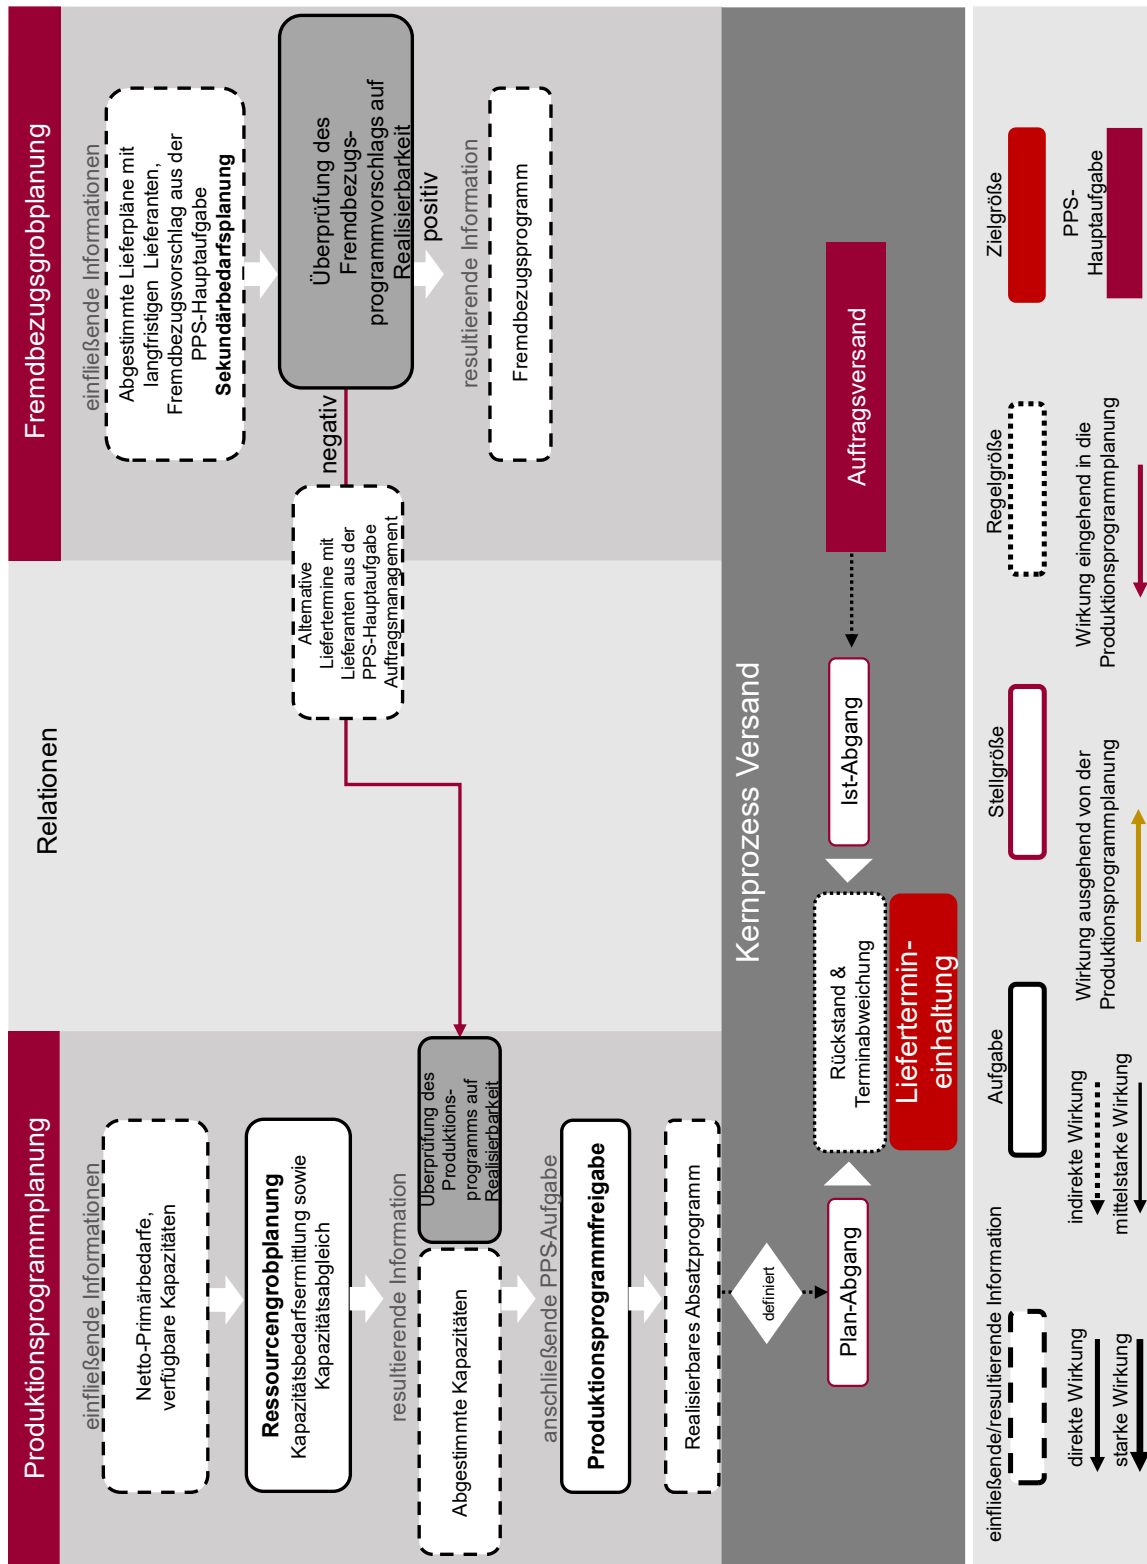 Produktionsprogrammplanung
einfließende Informationen
Netto-Primärbedarfe,
verfügbare Kapazitäten
Ressourcengrobplanung
Kapazitätsbedarfsermittlung sowie
Kapazitätsabgleich
resultierende Information
Abgestimmte Kapazitäten
Überprüfung des
Produktions-
programms auf
Realisierbarkeit
anschließende PPS-Aufgabe
Produktionsprogrammfreigabe
Realisierbares Absatzprogramm
Relationen
Alternative
Liefertermine mit
Lieferanten aus der
PPS-Hauptaufgabe
Auftragsmanagement
Fremdbezugsgrobplanung
einfließende Informationen
Abgestimmte Lieferpläne mit
langfristigen Lieferanten,
Fremdbezugsvorschlag aus der
PPS-Hauptaufgabe
Sekundärbedarfsplanung
Überprüfung des
Fremdbezugs-
programmvorschlags auf
Realisierbarkeit
negativ
positiv
resultierende Information
Fremdbezugsprogramm
Kernprozess Versand
definiert
Plan-Abgang
Rückstand &
Terminabweichung
Liefertermin-
einhaltung
Ist-Abgang
Auftragsversand
einfließende/resultierende Information
Aufgabe
Stellgröße
Regelgröße
Zielgröße
direkte Wirkung
indirekte Wirkung
starke Wirkung
mittelstarke Wirkung
Wirkung ausgehend von der
Produktionsprogrammplanung
Wirkung eingehend in die
Produktionsprogrammplanung
PPS-
Hauptaufgabe